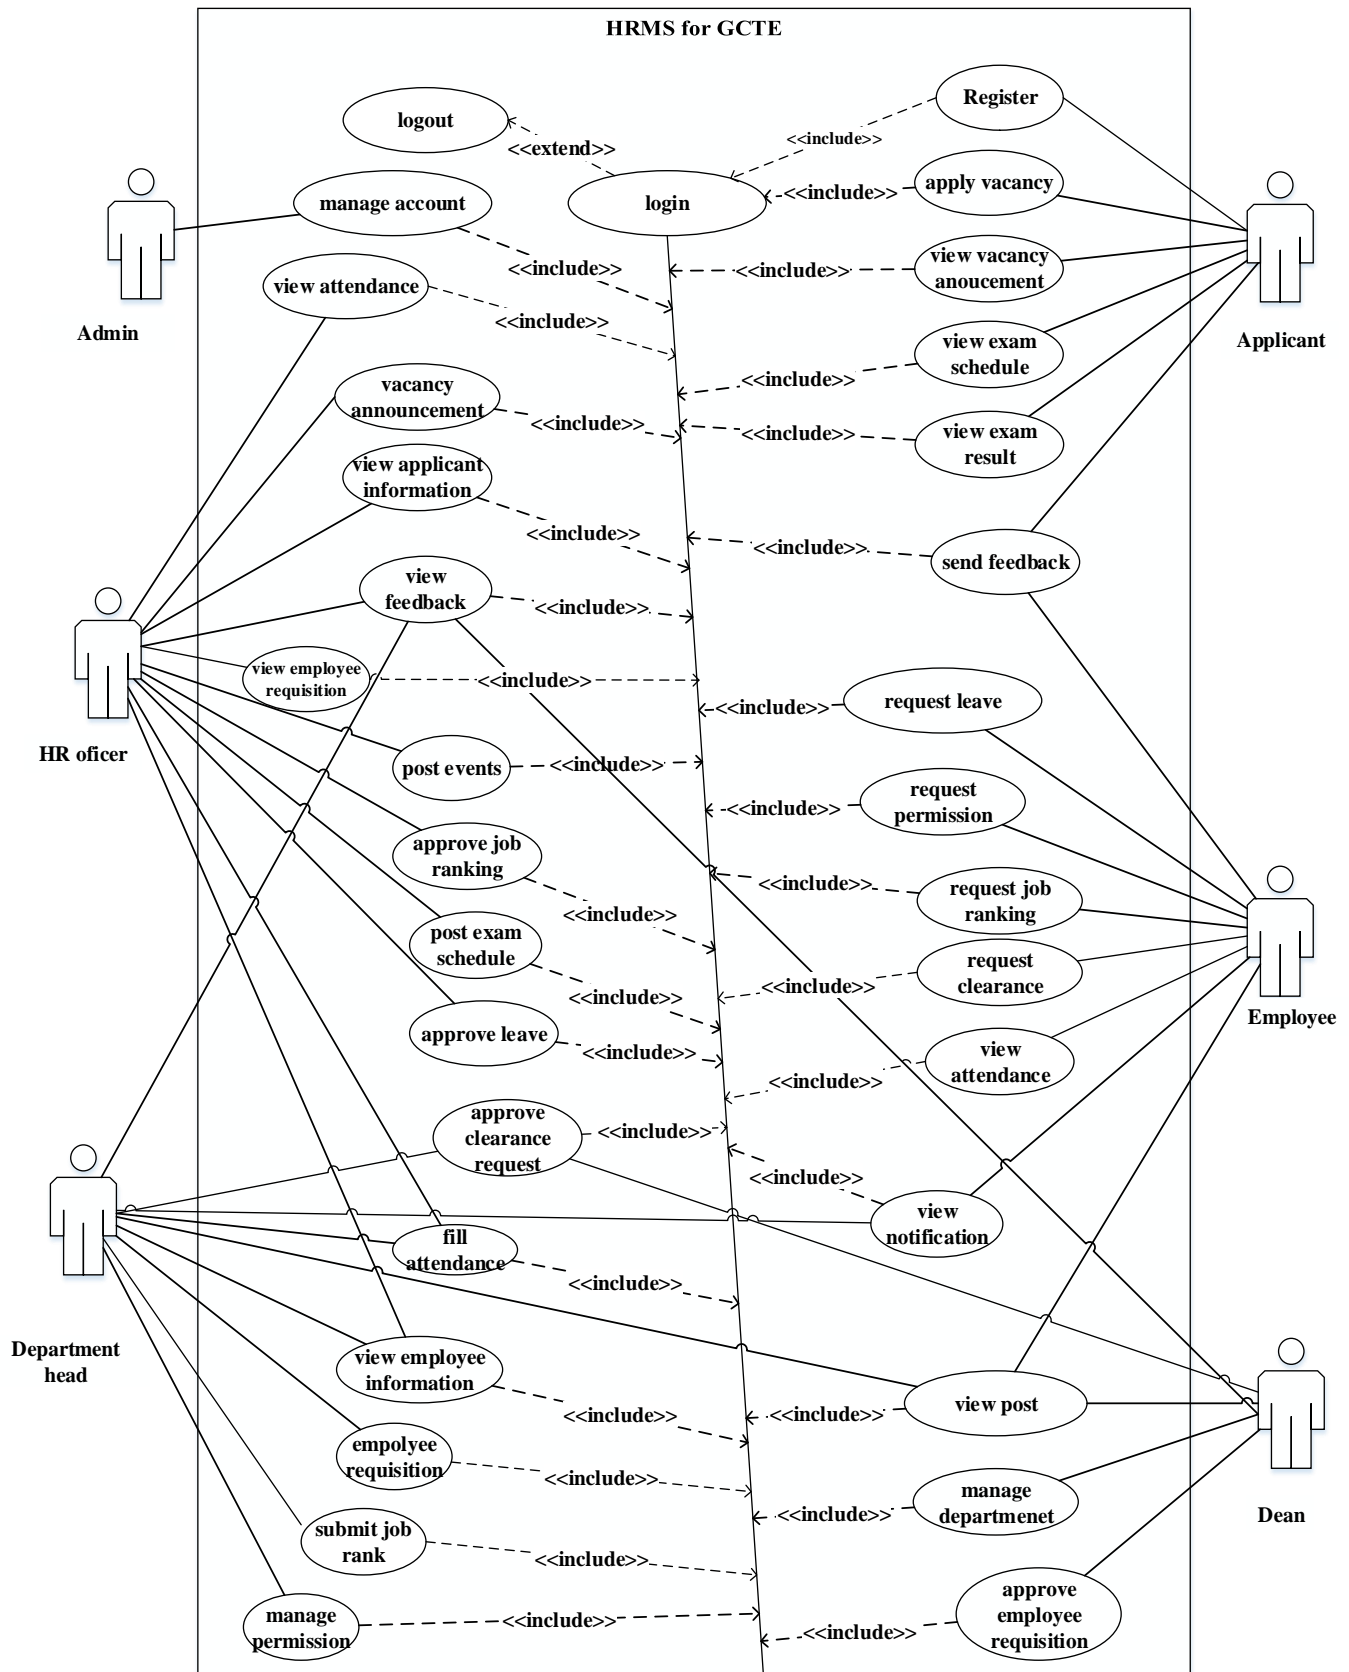 HRMS for GCTE
Register
logout
<<include>>
<<extend>>
apply vacancy
<<include>>
manage account
login
view vacancy
anoucement
<<include>>
<<include>>
view attendance
<<include>>
Admin
view exam
schedule
Applicant
<<include>>
vacancy
announcement
<<include>>
<<include>>
view exam
result
view applicant
information
<<include>>
<<include>>
send feedback
view
feedback
<<include>>
view employee
requisition
<<include>>
request leave
<<include>>
HR oficer
post events
<<include>>
request
permission
<<include>>
approve job
ranking
<<include>>
request job
ranking
<<include>>
post exam
schedule
request
clearance
<<include>>
<<include>>
Employee
approve leave
<<include>>
view
attendance
<<include>>
approve
clearance
request
<<include>>
<<include>>
view
notification
fill
attendance
<<include>>
Department
head
view employee
information
<<include>>
view post
<<include>>
empolyee
requisition
<<include>>
manage
departmenet
<<include>>
Dean
submit job
rank
<<include>>
approve
employee
requisition
<<include>>
manage
permission
<<include>>